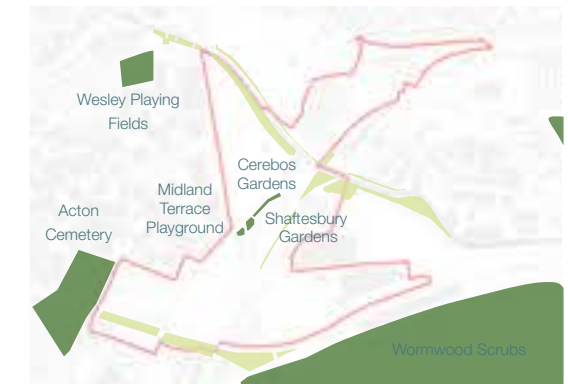 Wesley Playing
Fields
Cerebos
Gardens
Midland
Terrace
Playground
Shaftesbury
Gardens
Acton
Cemetery
Wormwood Scrubs